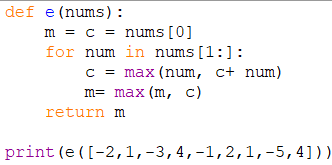 def e(nums):
    m = c = nums[0]
    for num in nums[1:]:
        c = max(num, c+ num)
        m= max(m, c)
    return m

print(e([-2,1,-3,4,-1,2,1,-5,4]))